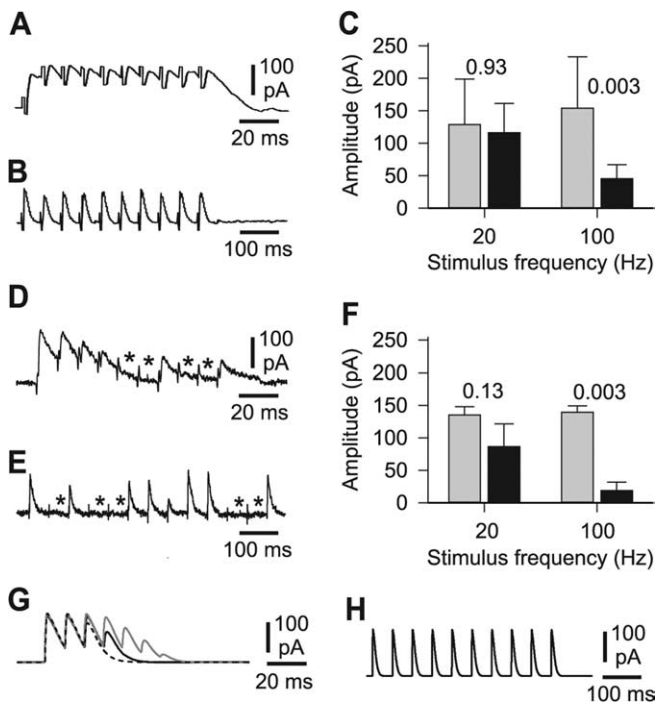 A
100
pA
20 ms
B
100 ms
C
Amplitude (pA)
250
200
150
100
50
0
0.93
0.003
20
100
Stimulus frequency (Hz)
D
* * * *
100
pA
20 ms
E
* * * * *
100 ms
F
Amplitude (pA)
250
200
150
100
50
0
0.13
0.003
20
100
Stimulus frequency (Hz)
G
100
pA
20 ms
H
100
pA
100 ms